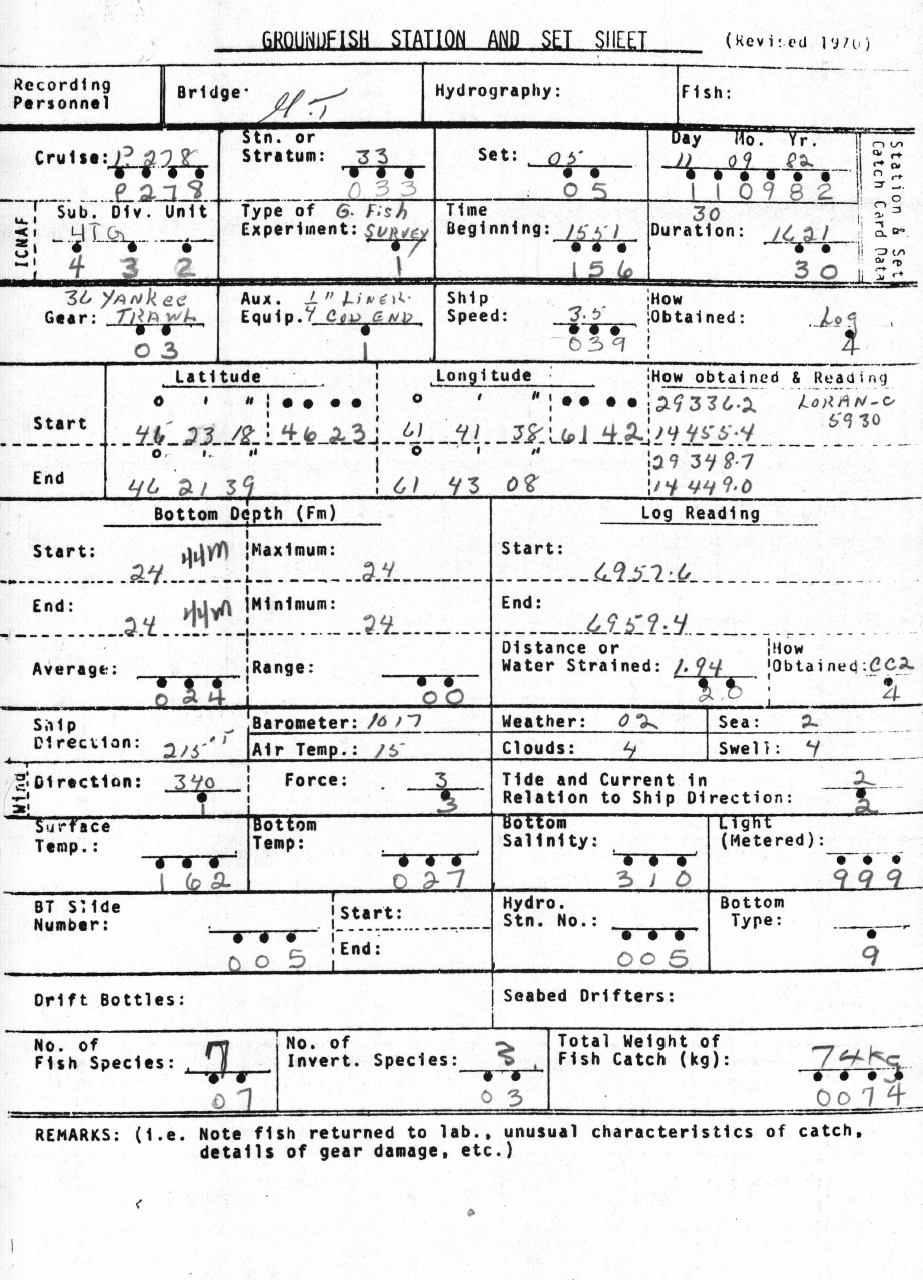 GROUNDFISH STATION AND SET SHEET (Revised 1970)
Recording Personnel Bridge: M.T Hydrography: Fish:
Cruise: P. 278 Stn. or Stratum: 33 Set: 05 Day Mo. Yr. 11 09 82
P278 033 05 110982
Station & Set Catch Card Data
ICNAF Sub. Div. Unit 4TG Type of Experiment: G. Fish SURVEY Time Beginning: 1551 Duration: 30 1621
4 3 2 1 156 30
Gear: 36 YANKEE TRAWL Aux. Equip. 1/4" LINER. COD END Ship Speed: 3.5 How Obtained: Log
03 1 039 4
Latitude Longitude How obtained & Reading
o ' " o ' " 29336.2 LORAN-C
Start 46 23 18 4623 61 41 38 6142 14455.4 5930
o ' " o ' " 29348.7
End 46 21 39 61 43 08 14449.0
Bottom Depth (Fm) Log Reading
Start: 24 44m Maximum: 24 Start: 6957.6
End: 24 44m Minimum: 24 End: 6959.4
Average: 024 Range: 00 Distance or Water Strained: 1.94 How Obtained: CC2
2.0 4
Ship Direction: 215°T Barometer: 1017 Weather: 02 Sea: 2
Air Temp.: 15 Clouds: 4 Swell: 4
Wind Direction: 340 Force: 3 Tide and Current in Relation to Ship Direction: 2
1 3 2
Surface Temp.: 162 Bottom Temp: 027 Bottom Salinity: 310 Light (Metered): 999
BT Slide Number: 005 Start: Hydro. Stn. No.: 005 Bottom Type: 9
End:
Drift Bottles: Seabed Drifters:
No. of Fish Species: 7 No. of Invert. Species: 3 Total Weight of Fish Catch (kg): 74kg
07 03 0074
REMARKS: (i.e. Note fish returned to lab., unusual characteristics of catch,
details of gear damage, etc.)